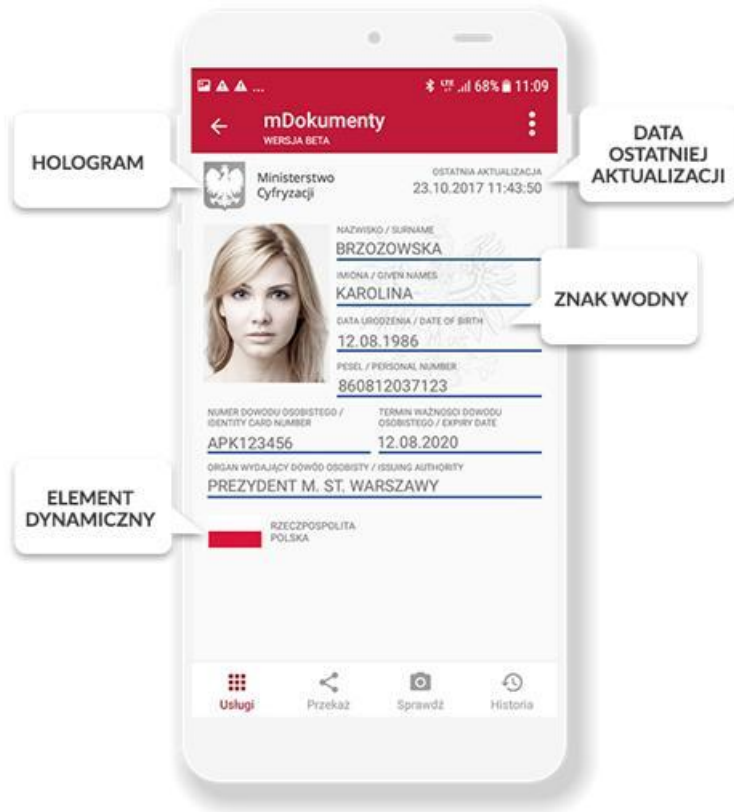 ... LTE 68% 11:09
mDokumenty
WERSJA BETA
HOLOGRAM
DATA
OSTATNIEJ
AKTUALIZACJI
Ministerstwo
Cyfryzacji
OSTATNIA AKTUALIZACJA
23.10.2017 11:43:50
NAZWISKO / SURNAME
BRZOZOWSKA
IMIONA / GIVEN NAMES
KAROLINA
ZNAK WODNY
DATA URODZENIA / DATE OF BIRTH
12.08.1986
PESEL / PERSONAL NUMBER
860812037123
NUMER DOWODU OSOBISTEGO /
IDENTITY CARD NUMBER
APK123456
TERMIN WAŻNOŚCI DOWODU
OSOBISTEGO / EXPIRY DATE
12.08.2020
ORGAN WYDAJĄCY DOWÓD OSOBISTY / ISSUING AUTHORITY
PREZYDENT M. ST. WARSZAWY
ELEMENT
DYNAMICZNY
RZECZPOSPOLITA
POLSKA
Usługi Przekaż Sprawdź Historia